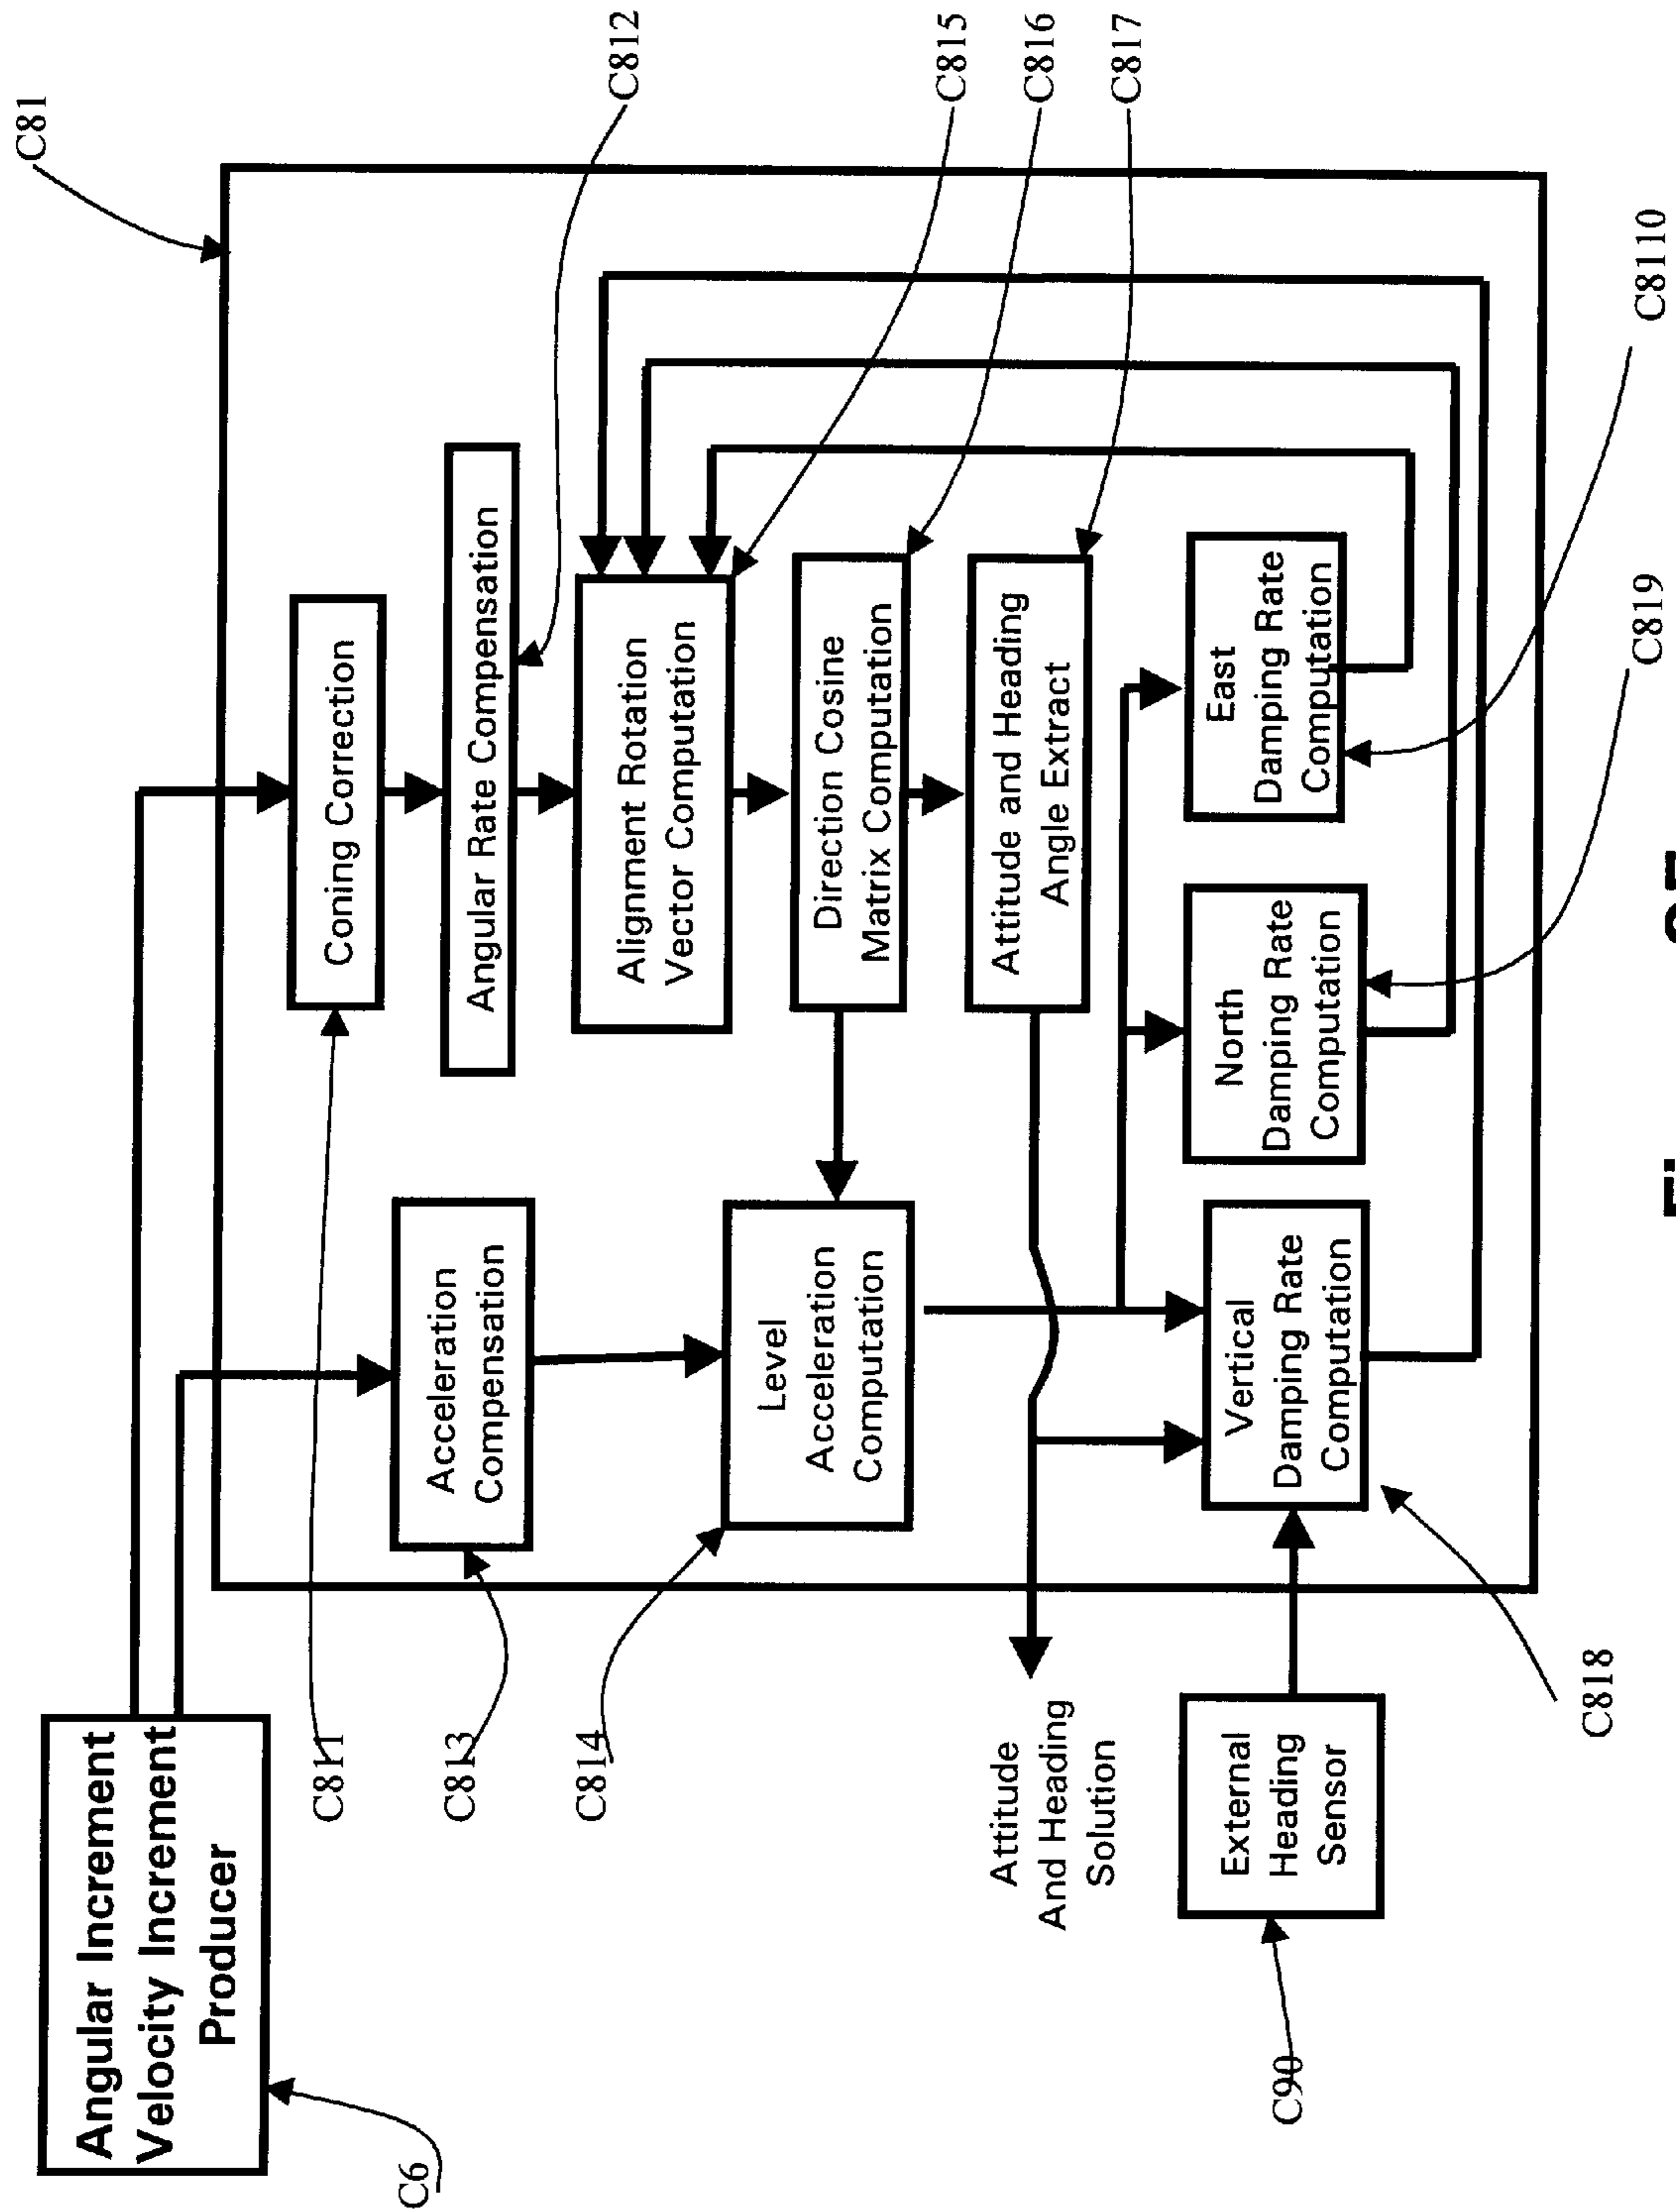 C81
Angular Increment
Velocity Increment
Producer
C6
C811
C813
C814
Coning Correction
C812
Angular Rate Compensation
Acceleration
Compensation
Alignment Rotation
Vector Computation
C815
Level
Acceleration
Computation
Direction Cosine
Matrix Computation
C816
Attitude and Heading
Angle Extract
C817
Attitude
And Heading
Solution
External
Heading
Sensor
C90
Vertical
Damping Rate
Computation
C818
North
Damping Rate
Computation
C819
East
Damping Rate
Computation
C8110